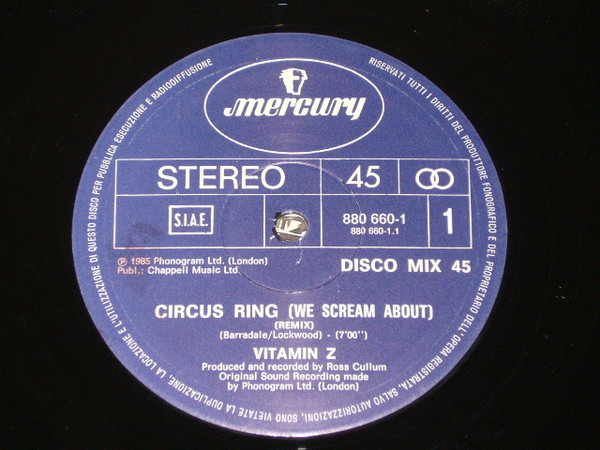 RISERVATI TUTTI I DIRITTI DEL PRODUTTORE FONOGRAFICO E DEL PROPRIETARIO DELL'OPERA REGISTRATA, SALVO AUTORIZZAZIONI, SONO VIETATE LA DUPLICAZIONE, LA LOCAZIONE E L'UTILIZZAZIONE DI QUESTO DISCO PER PUBBLICA ESECUZIONE E RADIODIFFUSIONE
mercury
STEREO 45
S.I.A.E. 880 660-1 1
880 660-1.1
℗ 1985 Phonogram Ltd. (London)
Publ.: Chappell Music Ltd.
DISCO MIX 45
CIRCUS RING (WE SCREAM ABOUT)
(REMIX)
(Barradale/Lockwood) - (7'00'')
VITAMIN Z
Produced and recorded by Ross Cullum
Original Sound Recording made
by Phonogram Ltd. (London)